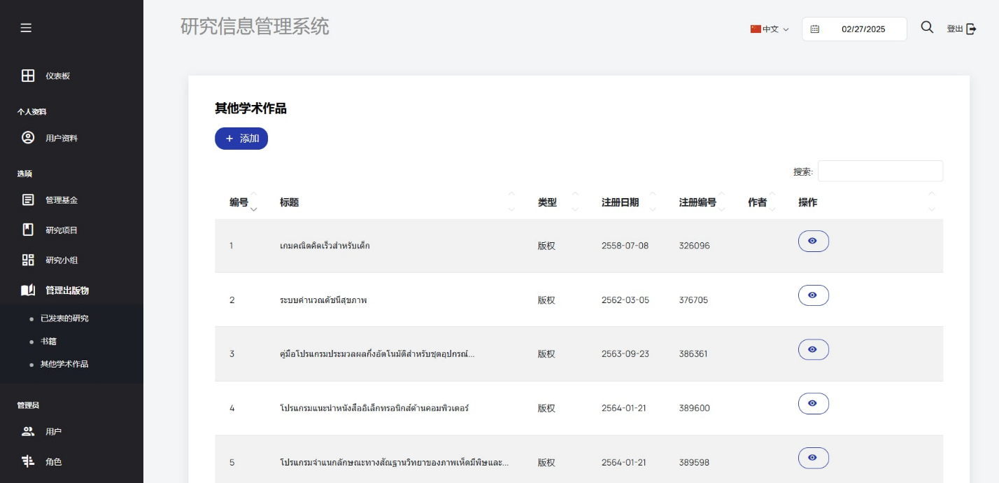 研究信息管理系统
中文
02/27/2025
登出
仪表板
个人资料
用户资料
选项
管理基金
研究项目
研究小组
管理出版物
已发表的研究
书籍
其他学术作品
管理员
用户
角色
其他学术作品
+ 添加
搜索:
编号 标题 类型 注册日期 注册编号 作者 操作
1 เกมคณิตคิดเร็วสำหรับเด็ก 版权 2558-07-08 326096
2 ระบบคำนวณดัชนีสุขภาพ 版权 2562-03-05 376705
3 คู่มือโปรแกรมประมวลผลกึ่งอัตโนมัติสำหรับชุดอุปกรณ์... 版权 2563-09-23 386361
4 โปรแกรมแนะนำหนังสืออิเล็กทรอนิกส์ด้านคอมพิวเตอร์ 版权 2564-01-21 389600
5 โปรแกรมจำแนกลักษณะทางสัณฐานวิทยาของภาพเห็ดมีพิษและ... 版权 2564-01-21 389598